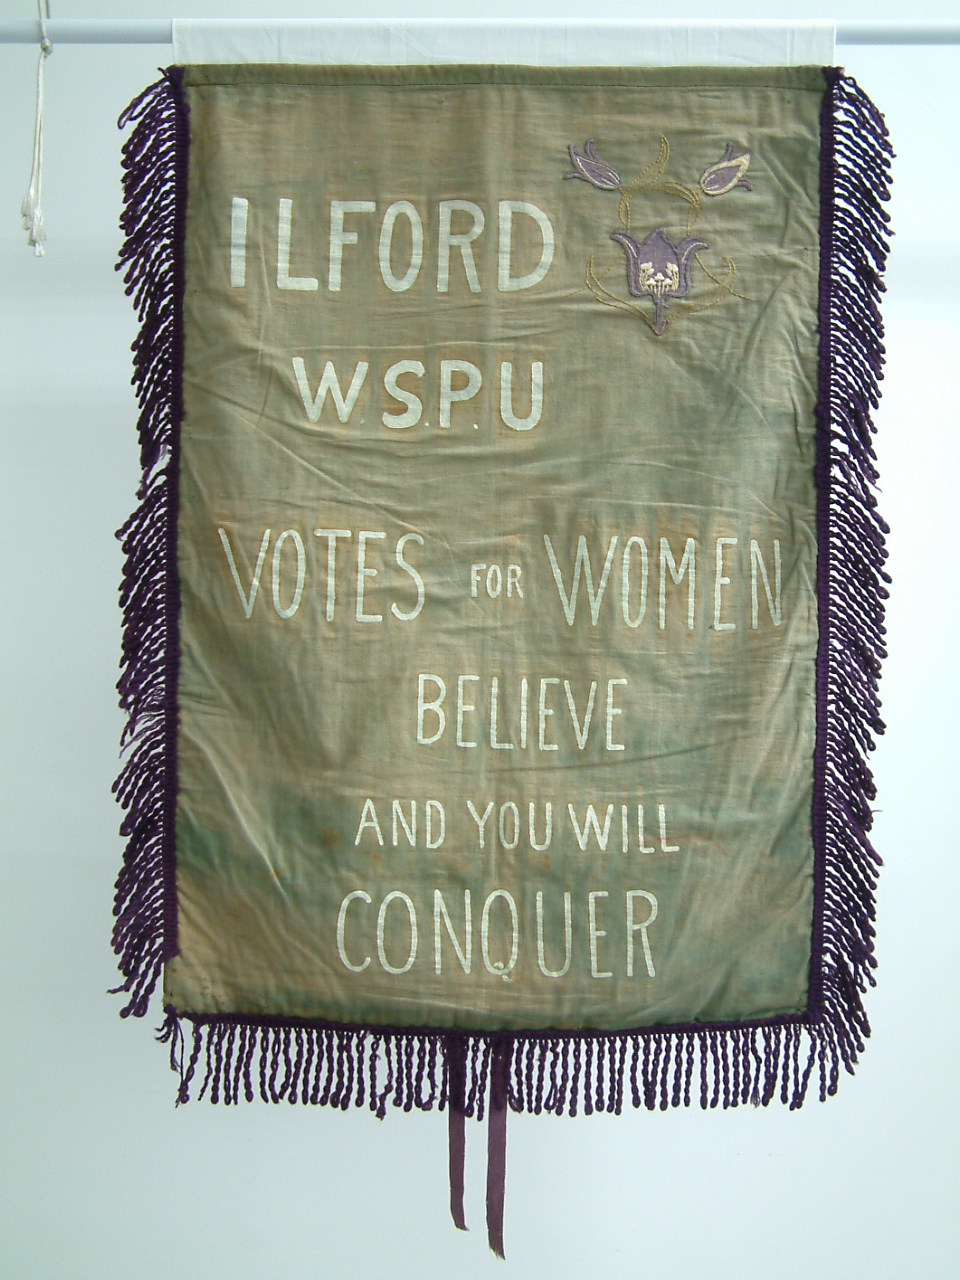 ILFORD
W.S.P.U
VOTES FOR WOMEN
BELIEVE
AND YOU WILL
CONQUER